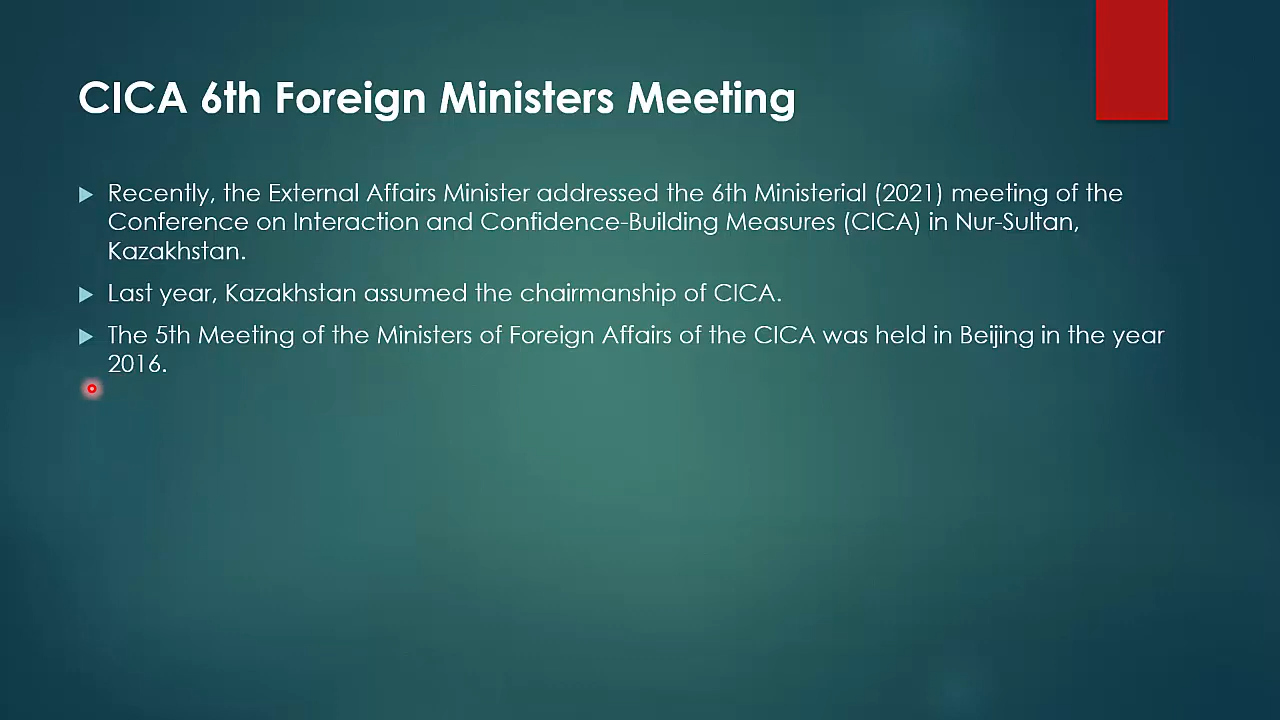 CICA 6th Foreign Ministers Meeting
Recently, the External Affairs Minister addressed the 6th Ministerial (2021) meeting of the
Conference on Interaction and Confidence-Building Measures (CICA) in Nur-Sultan,
Kazakhstan.
Last year, Kazakhstan assumed the chairmanship of CICA.
The 5th Meeting of the Ministers of Foreign Affairs of the CICA was held in Beijing in the year
2016.